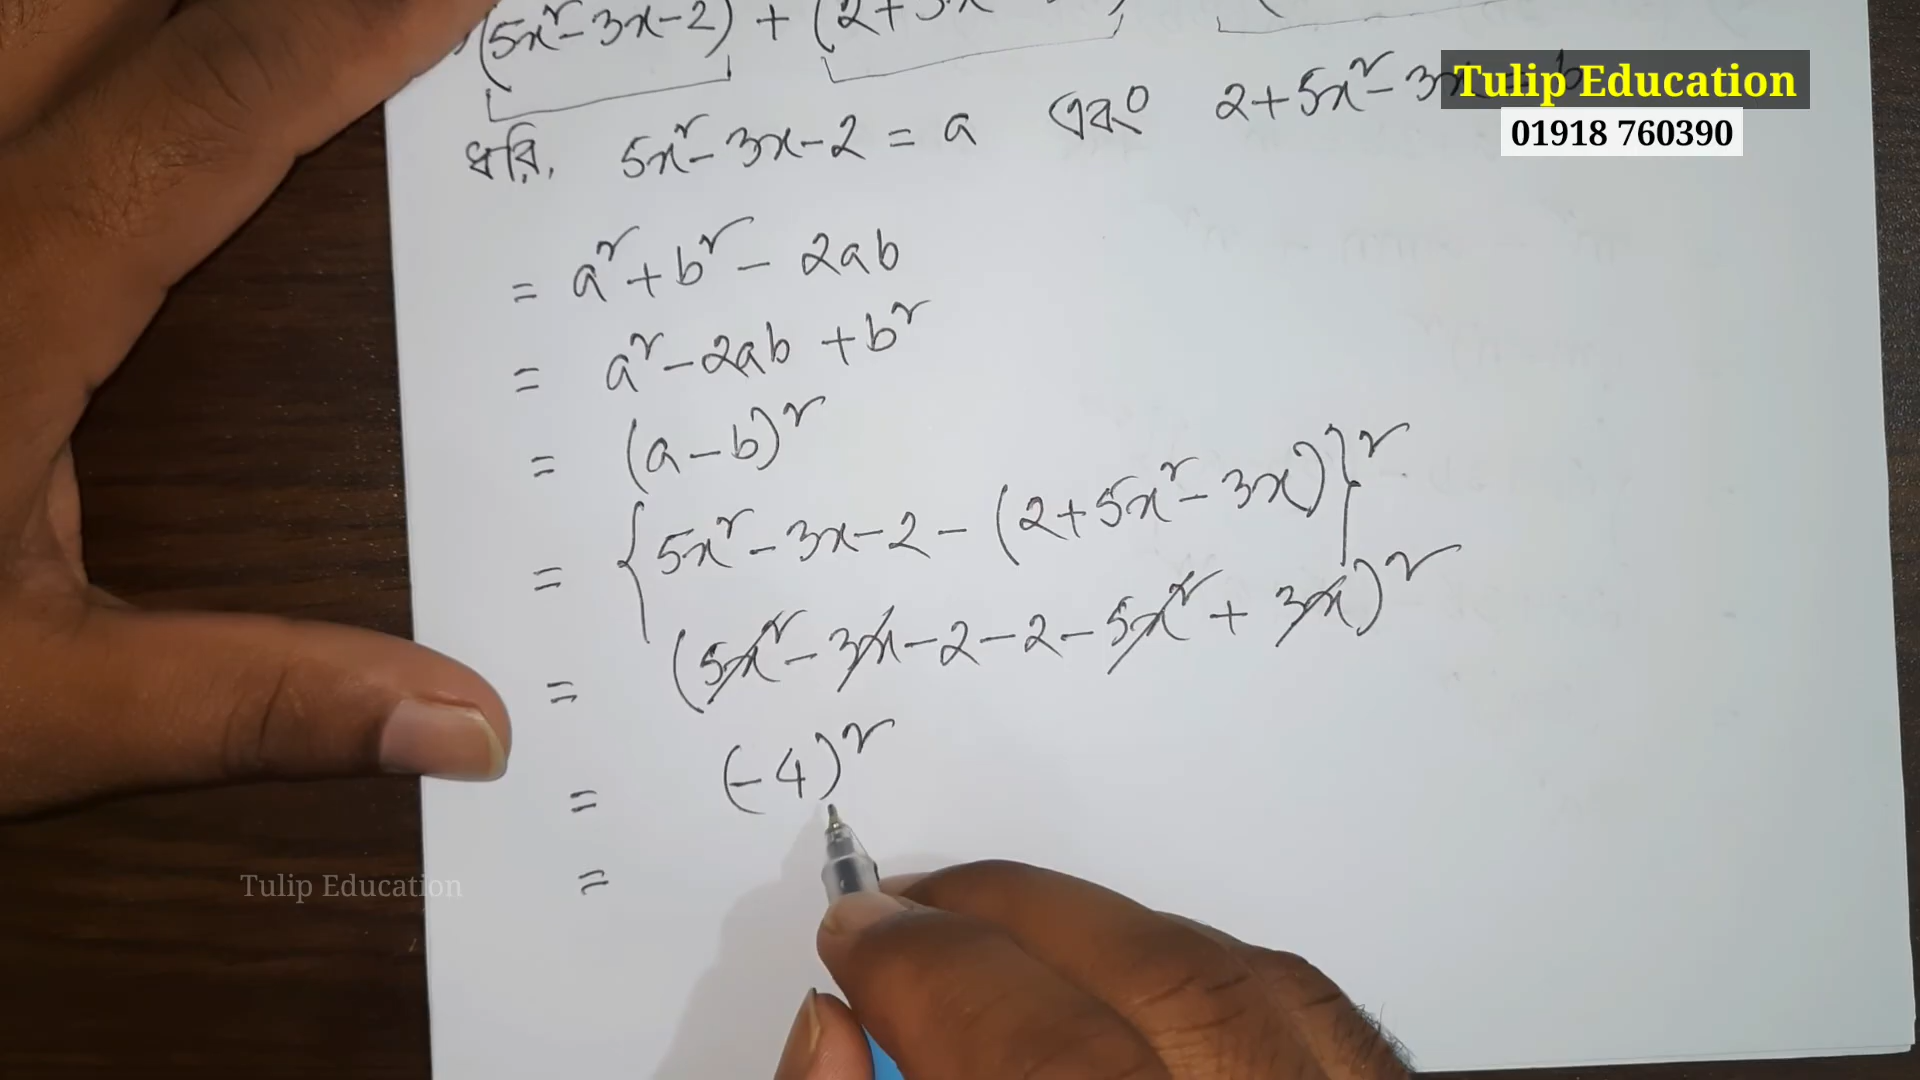 (5x²-3x-2) + (2+5x
ধরি, 5x²-3x-2 = a এবং 2+5x²-3x = b
Tulip Education
01918 760390
= a²+b²- 2ab
= a²-2ab +b²
= (a-b)²
= {5x²-3x-2-(2+5x²-3x)}²
= (5x²-3x-2-2-5x²+ 3x)²
= (-4)²
=
Tulip Education